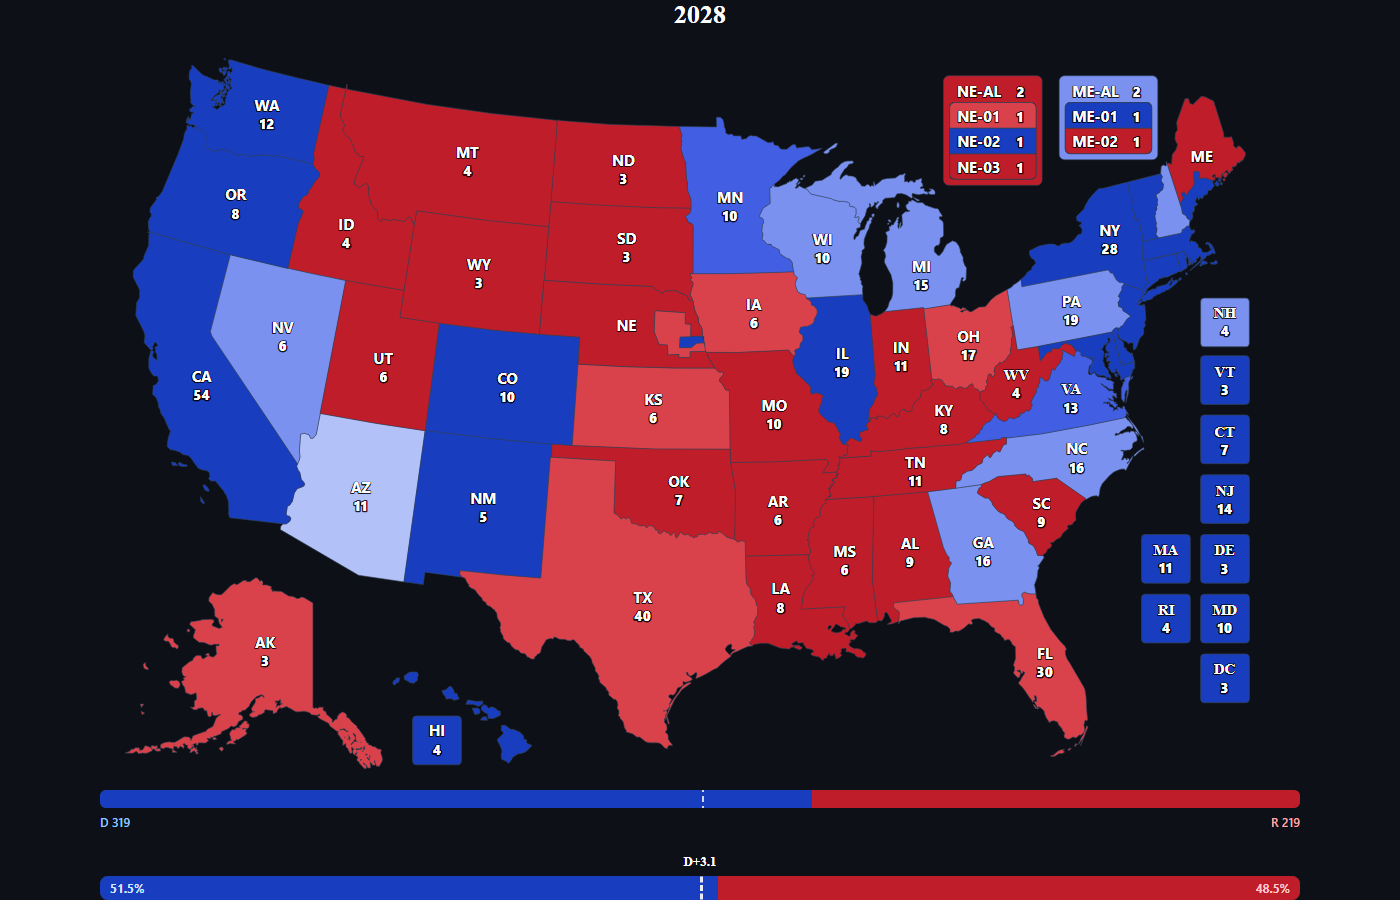 2028
WA
12
OR
8
CA
54
NV
6
ID
4
MT
4
WY
3
UT
6
AZ
11
CO
10
NM
5
ND
3
SD
3
NE
KS
6
OK
7
TX
40
MN
10
IA
6
MO
10
AR
6
LA
8
WI
10
IL
19
MI
15
IN
11
OH
17
KY
8
TN
11
MS
6
AL
9
GA
16
FL
30
SC
9
NC
16
VA
13
WV
4
PA
19
NY
28
ME
AK
3
HI
4
NE-AL 2
NE-01 1
NE-02 1
NE-03 1
ME-AL 2
ME-01 1
ME-02 1
NH
4
VT
3
CT
7
NJ
14
MA
11
DE
3
RI
4
MD
10
DC
3
D 319
R 219
D+3.1
51.5%
48.5%